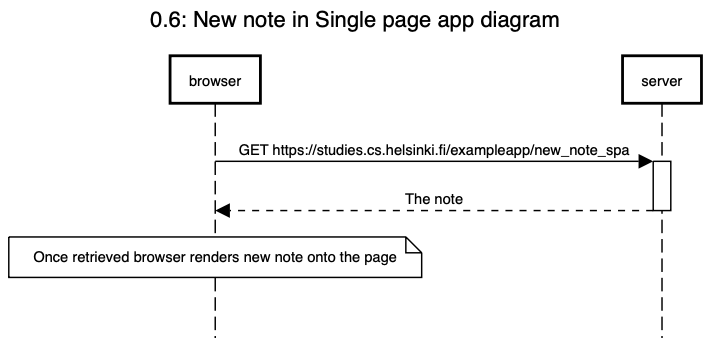 0.6: New note in Single page app diagram
browser
server
GET https://studies.cs.helsinki.fi/exampleapp/new_note_spa
The note
Once retrieved browser renders new note onto the page